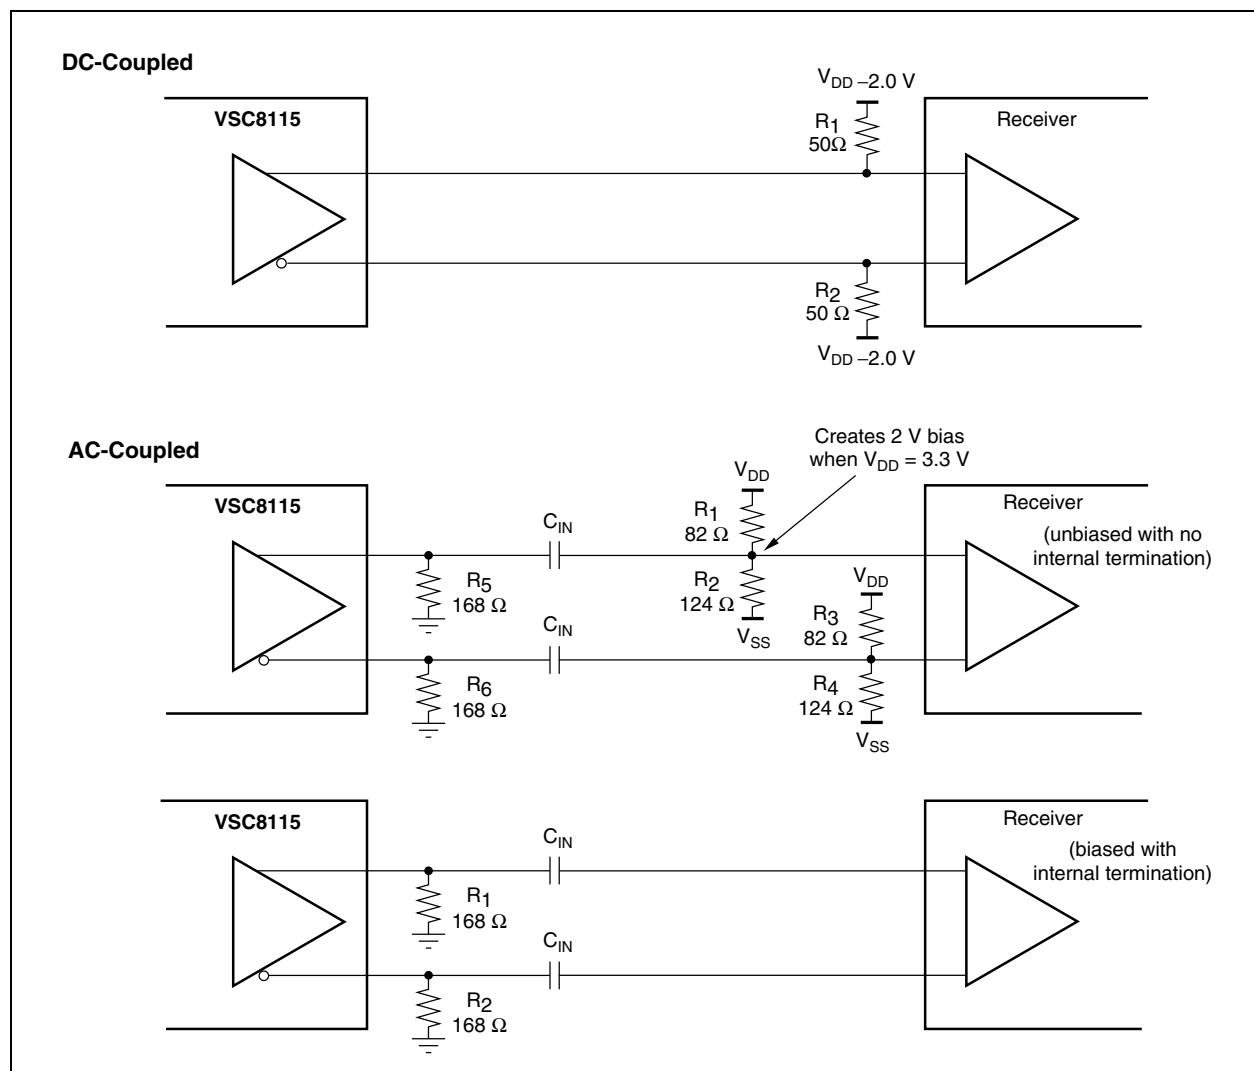 DC-Coupled
VSC8115
V_DD –2.0 V
R1
50Ω
Receiver
R2
50 Ω
V_DD –2.0 V
AC-Coupled
Creates 2 V bias
when V_DD = 3.3 V
VSC8115
C_IN
V_DD
R1
82 Ω
Receiver
(unbiased with no
internal termination)
R5
168 Ω
R2
124 Ω
V_SS
V_DD
R3
82 Ω
C_IN
R6
168 Ω
R4
124 Ω
V_SS
VSC8115
C_IN
Receiver
(biased with
internal termination)
R1
168 Ω
C_IN
R2
168 Ω